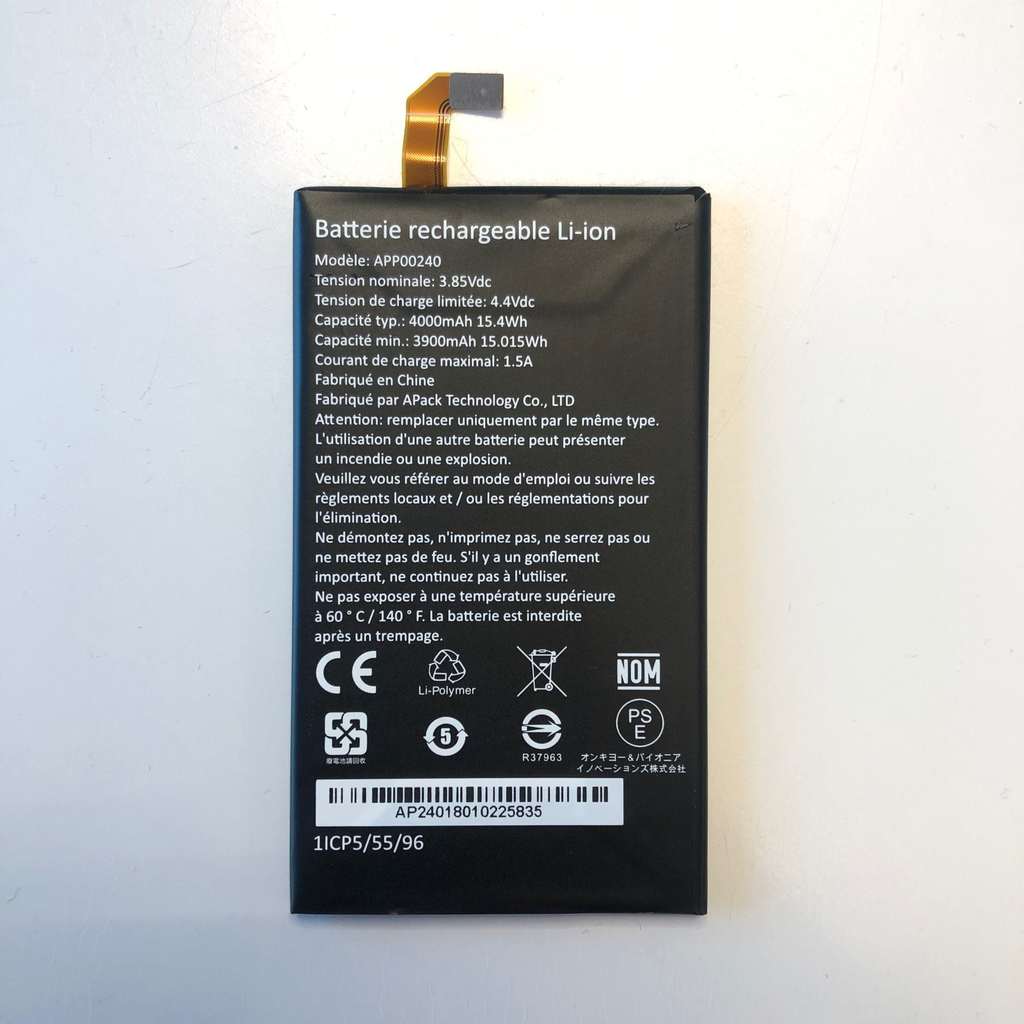 Batterie rechargeable Li-ion
Modèle: APP00240
Tension nominale: 3.85Vdc
Tension de charge limitée: 4.4Vdc
Capacité typ.: 4000mAh 15.4Wh
Capacité min.: 3900mAh 15.015Wh
Courant de charge maximal: 1.5A
Fabriqué en Chine
Fabriqué par APack Technology Co., LTD
Attention: remplacer uniquement par le même type.
L'utilisation d'une autre batterie peut présenter
un incendie ou une explosion.
Veuillez vous référer au mode d'emploi ou suivre les
règlements locaux et / ou les réglementations pour
l'élimination.
Ne démontez pas, n'imprimez pas, ne serrez pas ou
ne mettez pas de feu. S'il y a un gonflement
important, ne continuez pas à l'utiliser.
Ne pas exposer à une température supérieure
à 60 ° C / 140 ° F. La batterie est interdite
après un trempage.
CE
Li-Polymer
NOM
廢電池請回收
5
R37963
PS
E
オンキヨー&パイオニア
イノベーションズ株式会社
AP24018010225835
1ICP5/55/96